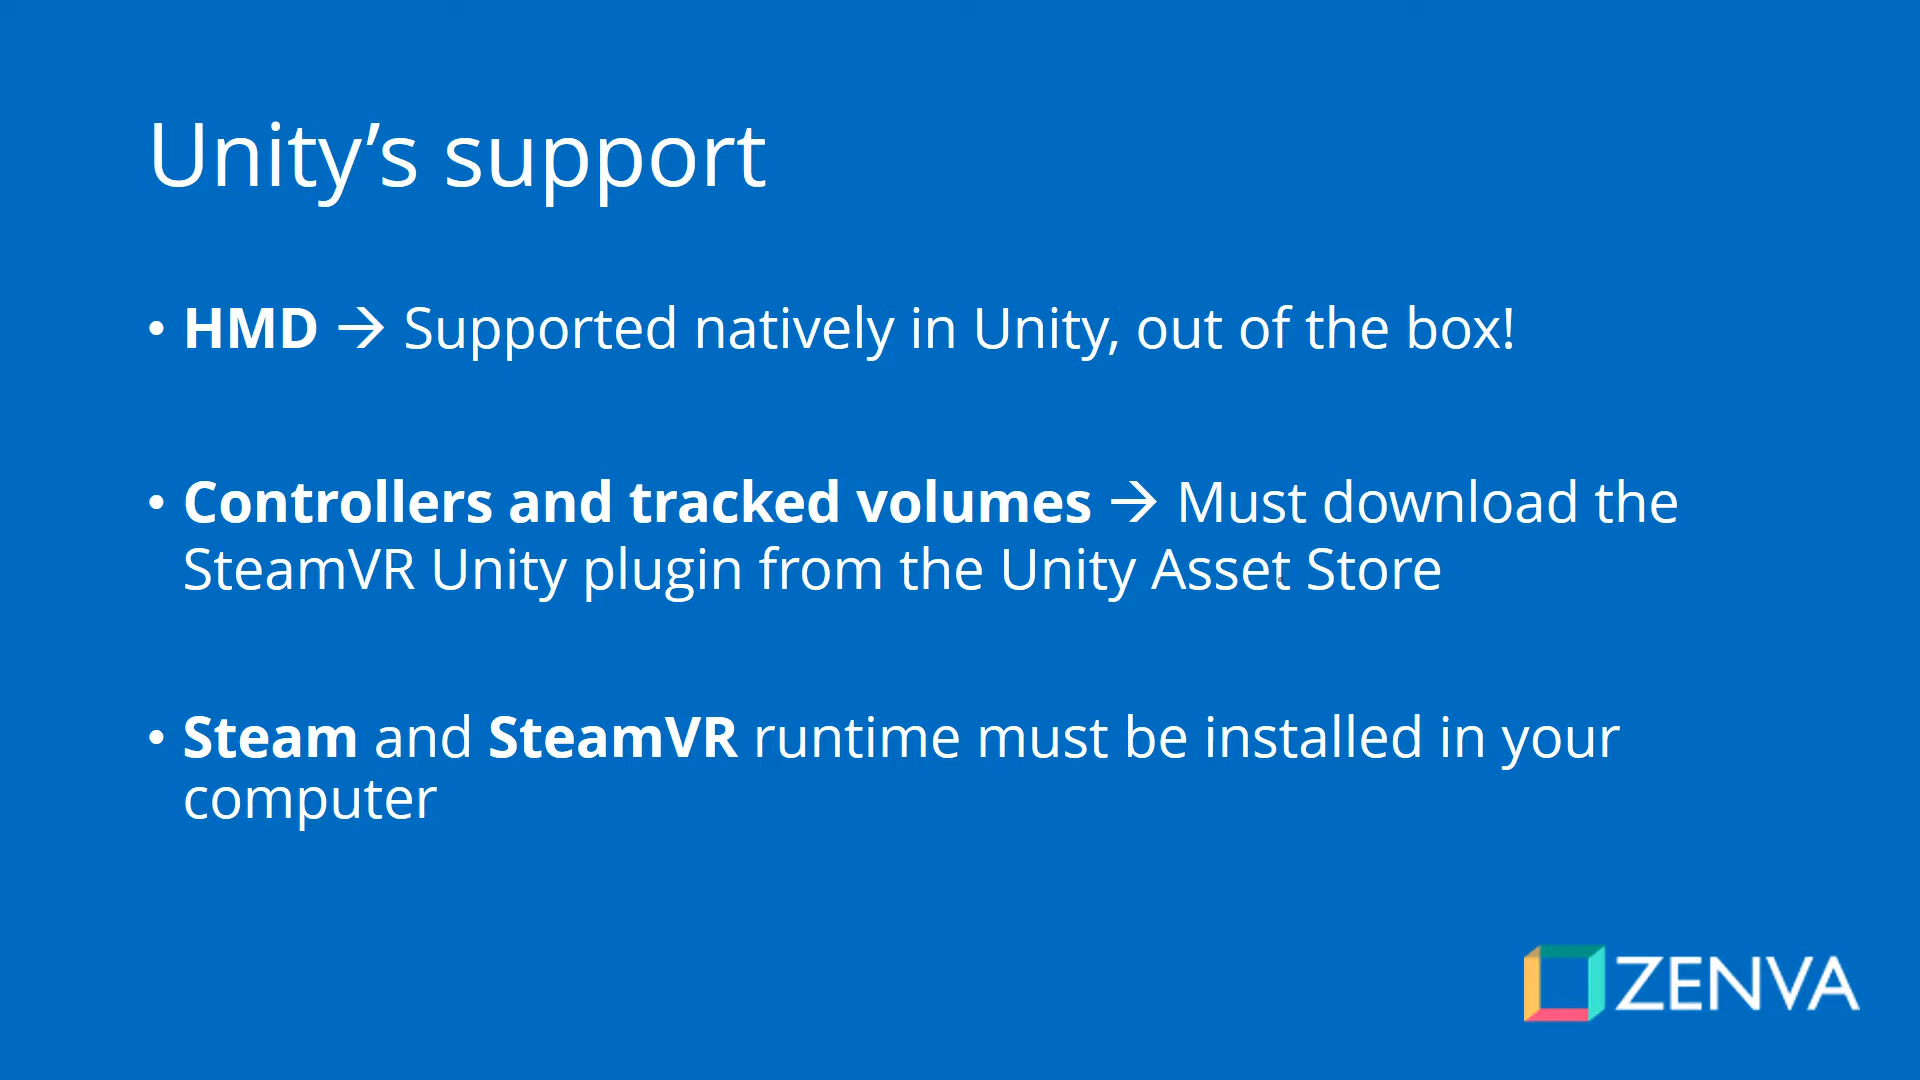 Unity’s support
• HMD → Supported natively in Unity, out of the box!
• Controllers and tracked volumes → Must download the
SteamVR Unity plugin from the Unity Asset Store
• Steam and SteamVR runtime must be installed in your
computer
ZENVA